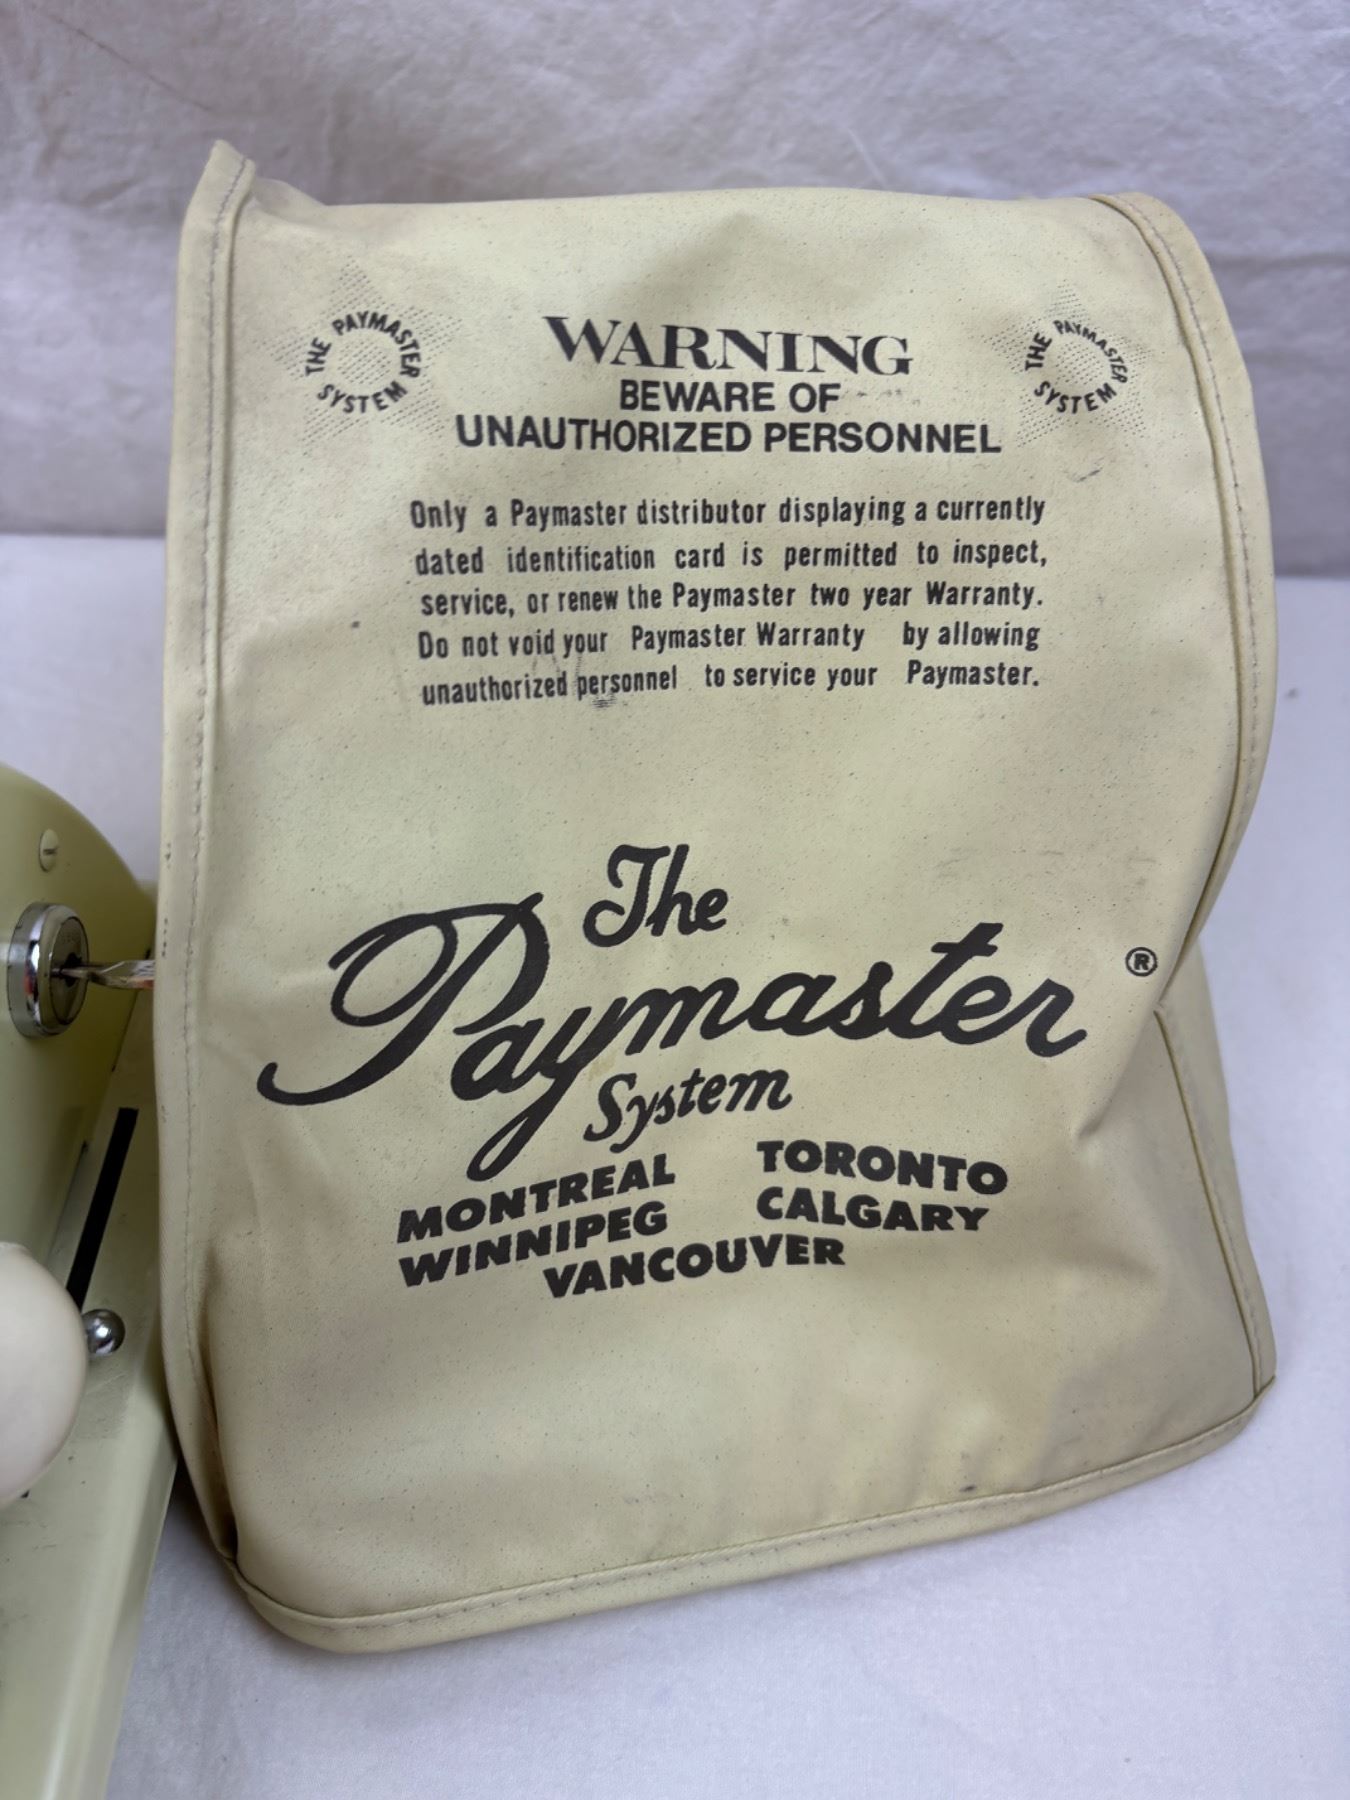 THE PAYMASTER SYSTEM
THE PAYMASTER SYSTEM
WARNING
BEWARE OF
UNAUTHORIZED PERSONNEL
Only a Paymaster distributor displaying a currently
dated identification card is permitted to inspect,
service, or renew the Paymaster two year Warranty.
Do not void your Paymaster Warranty by allowing
unauthorized personnel to service your Paymaster.
The
Paymaster ®
System
MONTREAL TORONTO
WINNIPEG CALGARY
VANCOUVER